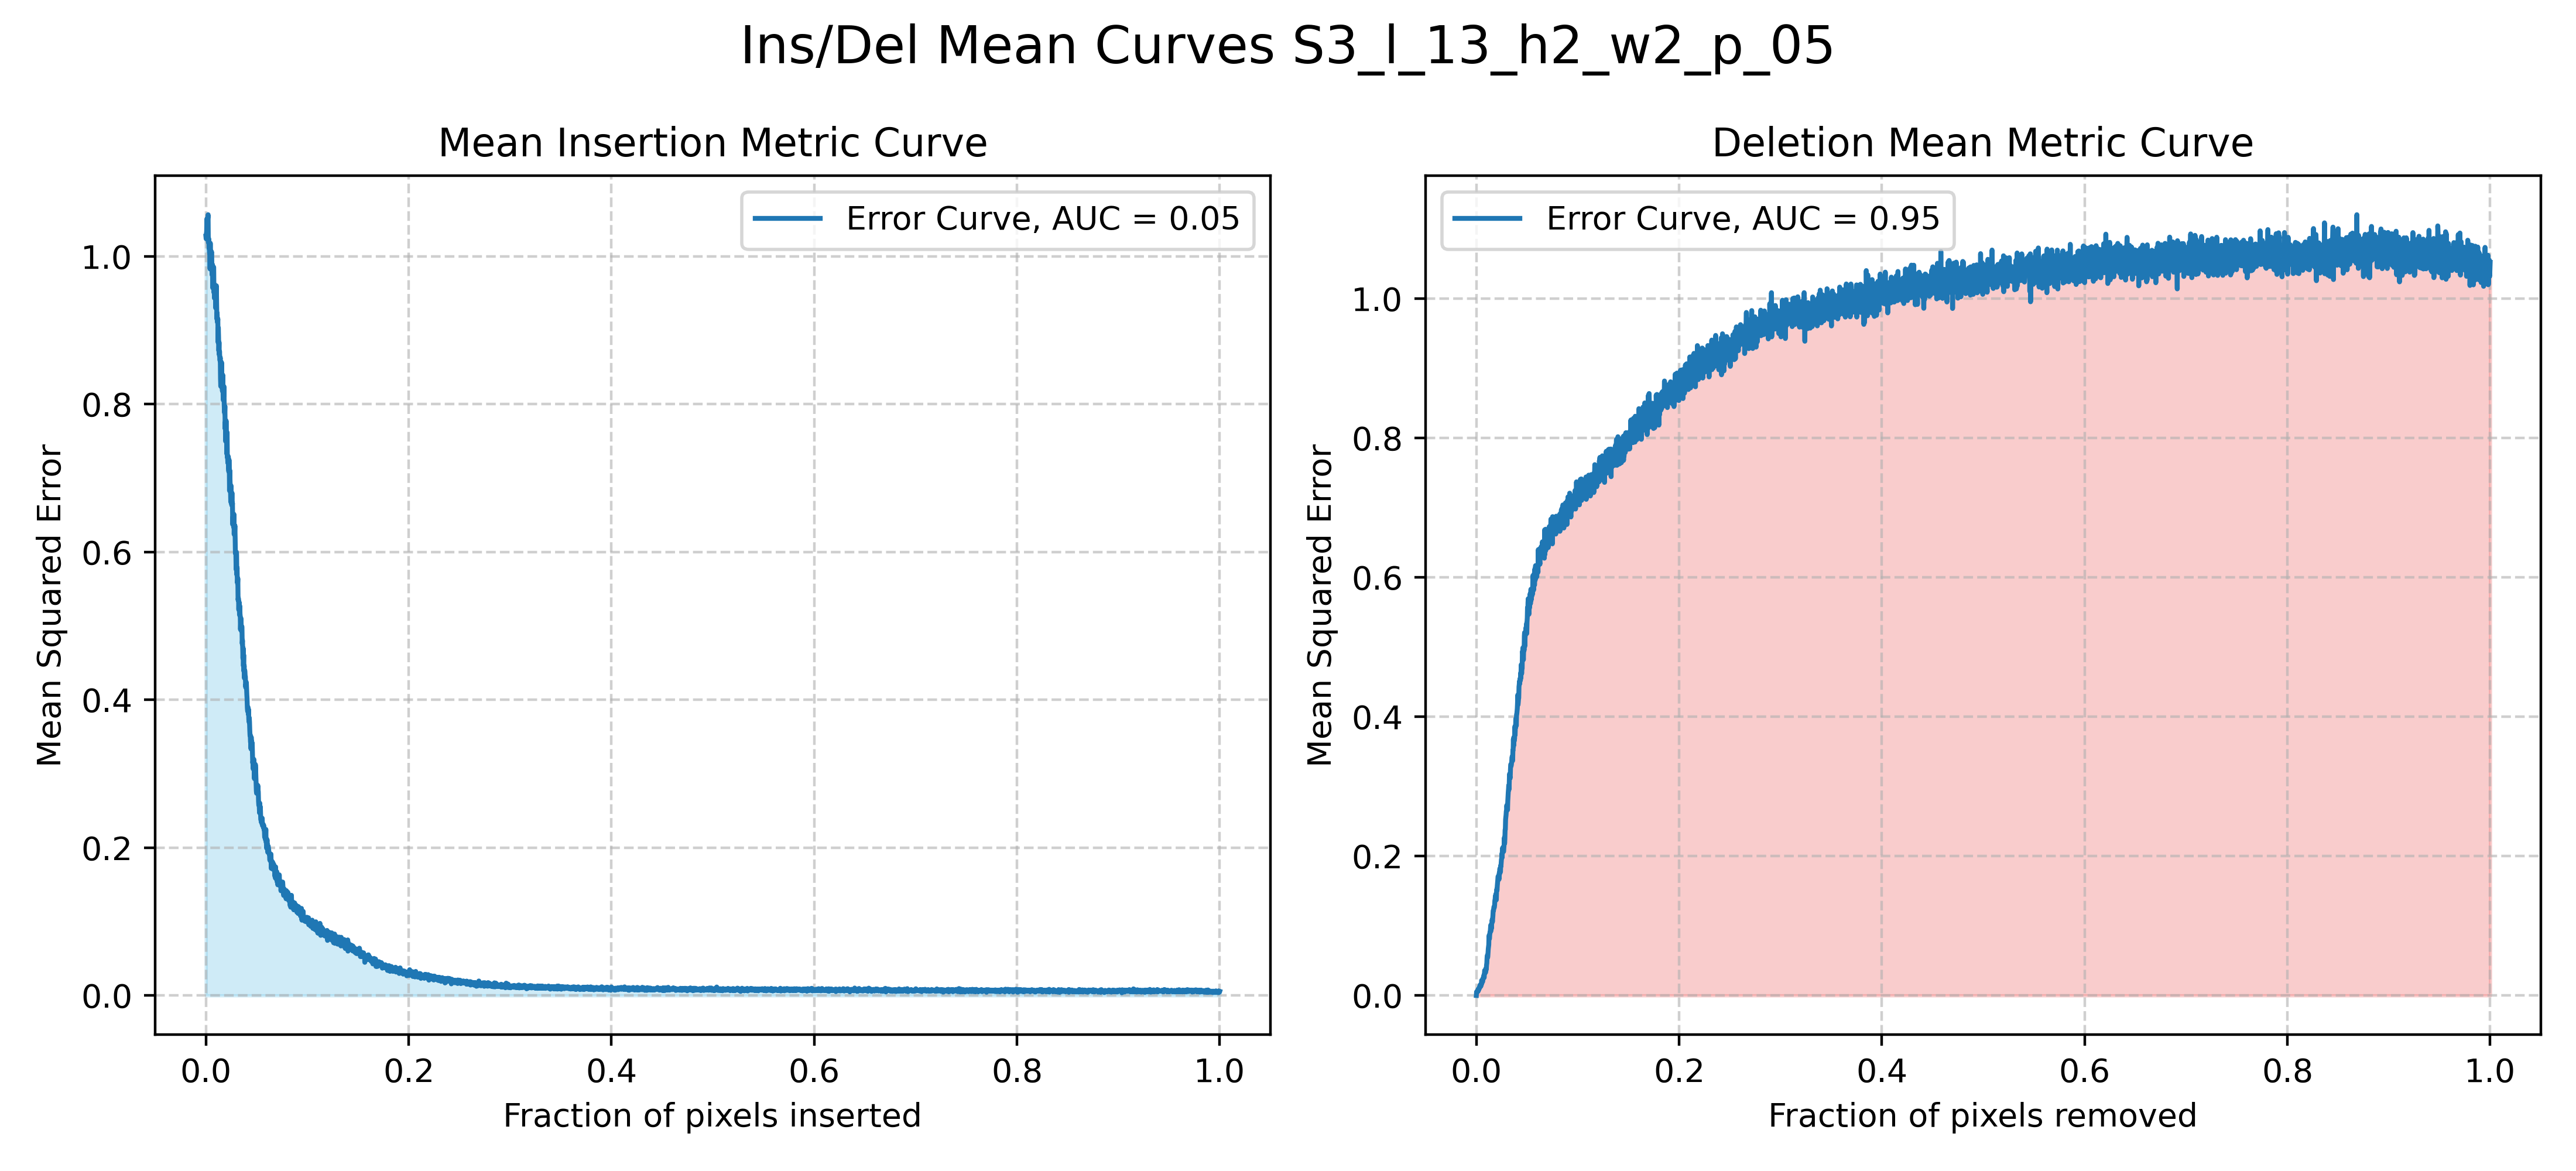 Ins/Del Mean Curves S3_l_13_h2_w2_p_05
Mean Insertion Metric Curve
Error Curve, AUC = 0.05
Mean Squared Error
1.0
0.8
0.6
0.4
0.2
0.0
0.0 0.2 0.4 0.6 0.8 1.0
Fraction of pixels inserted
Deletion Mean Metric Curve
Error Curve, AUC = 0.95
Mean Squared Error
1.0
0.8
0.6
0.4
0.2
0.0
0.0 0.2 0.4 0.6 0.8 1.0
Fraction of pixels removed